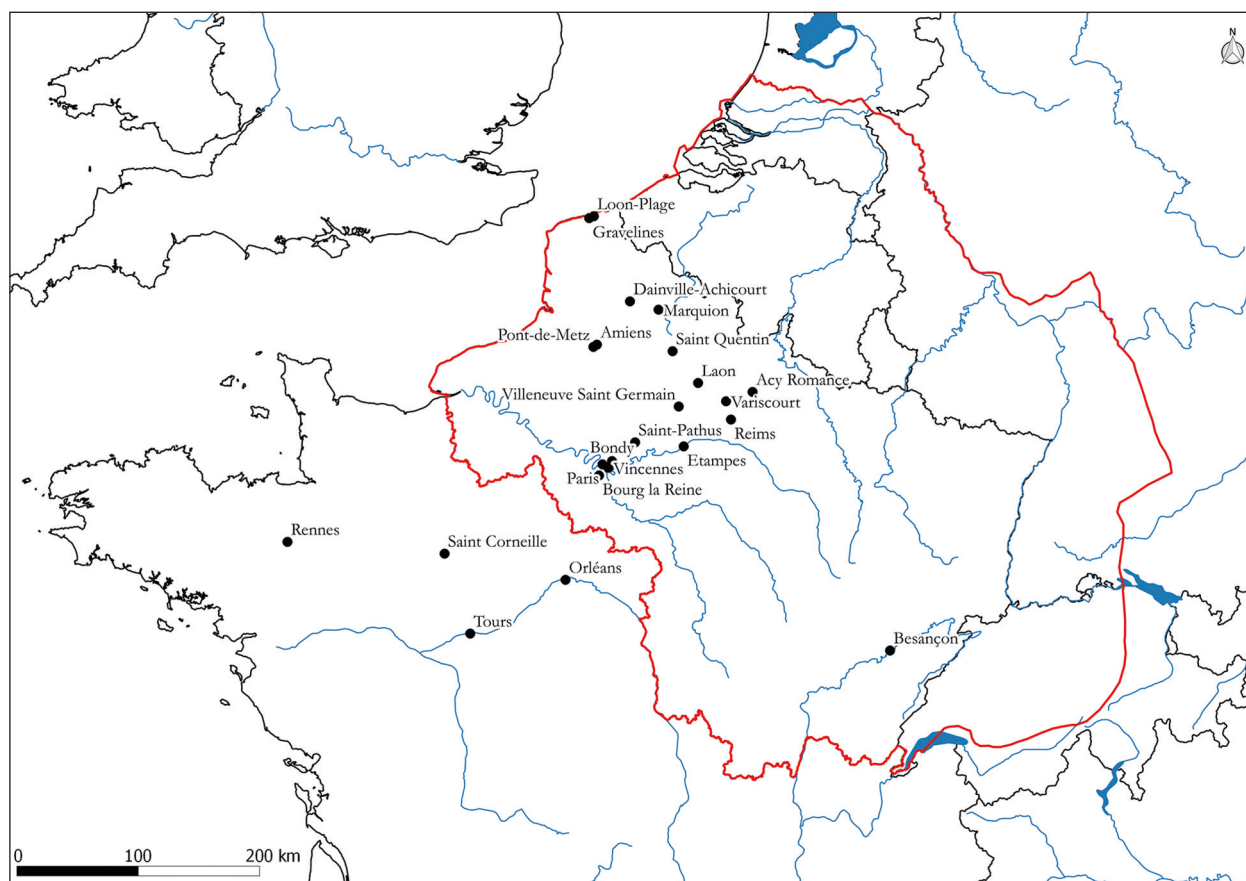 N
Loon-Plage
Gravelines
Dainville-Achicourt
Marquion
Pont-de-Metz
Amiens
Saint Quentin
Laon
Acy Romance
Villeneuve Saint Germain
Variscourt
Reims
Saint-Pathus
Bondy
Etampes
Vincennes
Paris
Bourg la Reine
Rennes
Saint Corneille
Orléans
Tours
Besançon
0 100 200 km